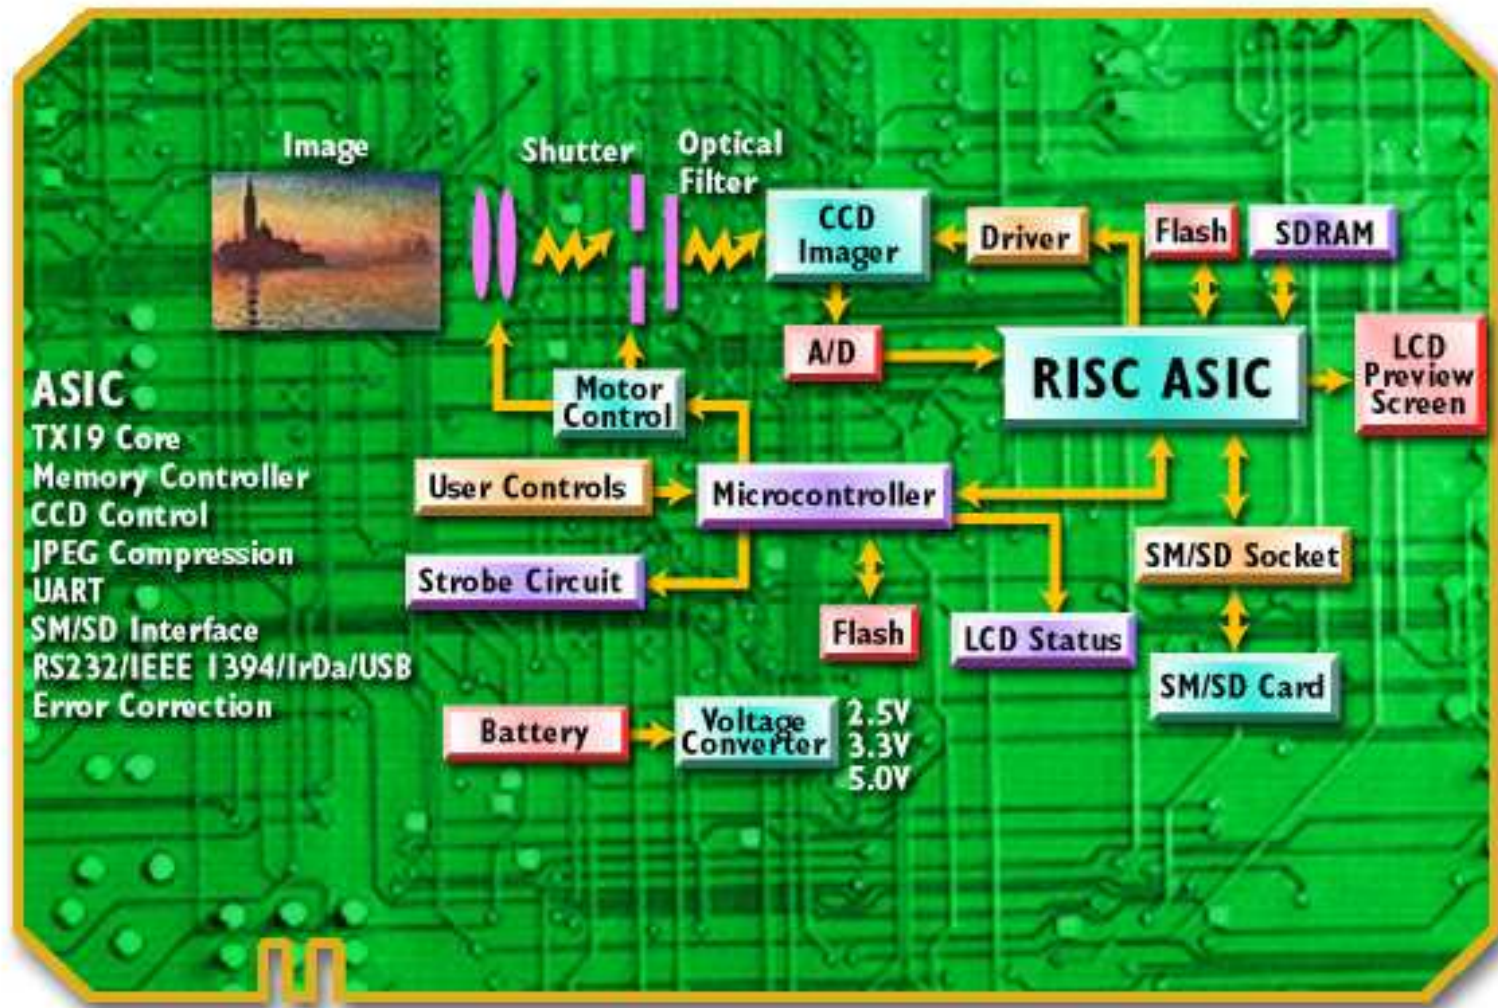 Image
Shutter
Optical
Filter
CCD
Imager
Driver
Flash
SDRAM
A/D
RISC ASIC
LCD
Preview
Screen
Motor
Control
ASIC
TX19 Core
Memory Controller
CCD Control
JPEG Compression
UART
SM/SD Interface
RS232/IEEE 1394/IrDa/USB
Error Correction
User Controls
Microcontroller
Strobe Circuit
SM/SD Socket
Flash
LCD Status
SM/SD Card
Battery
Voltage
Converter
2.5V
3.3V
5.0V